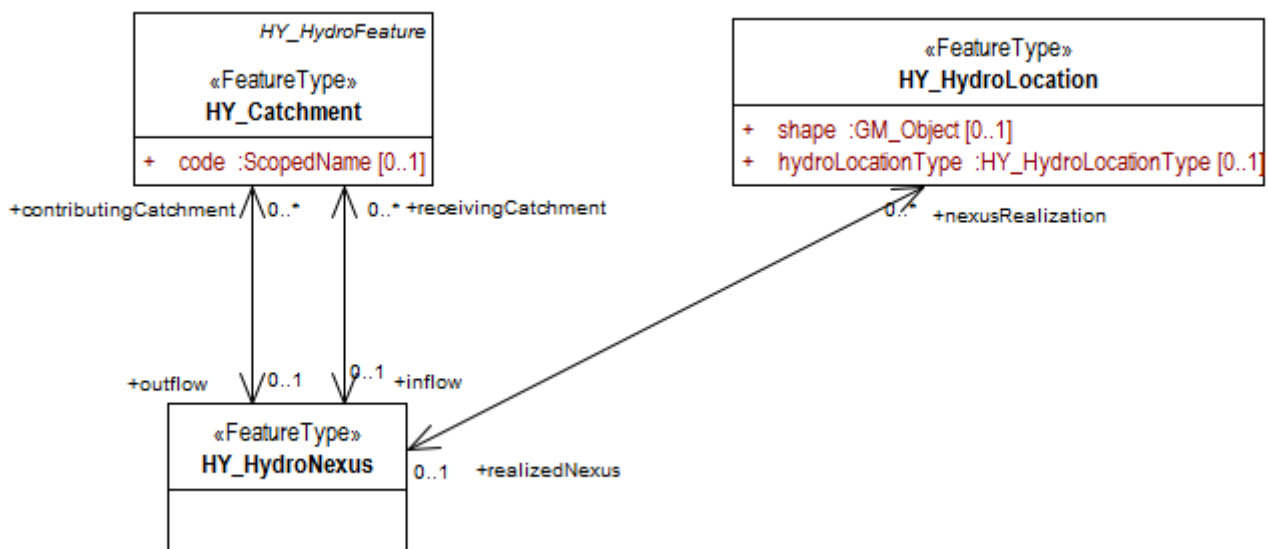 HY_HydroFeature
«FeatureType»
HY_Catchment
+ code :ScopedName [0..1]
«FeatureType»
HY_HydroLocation
+ shape :GM_Object [0..1]
+ hydroLocationType :HY_HydroLocationType [0..1]
+contributingCatchment 0..* 0..* +receivingCatchment
0..* +nexusRealization
+outflow 0..1 0..1 +inflow
«FeatureType»
HY_HydroNexus
0..1 +realizedNexus